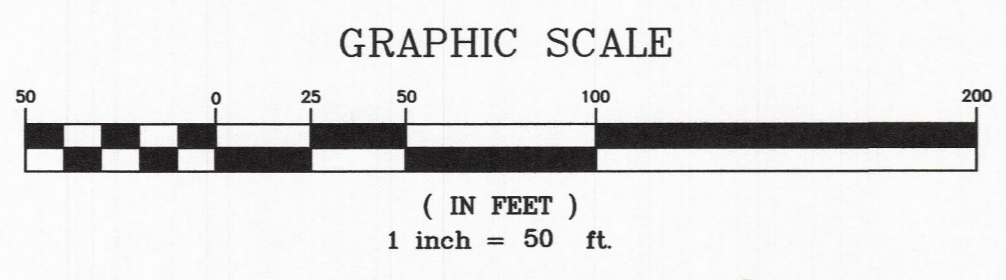 GRAPHIC SCALE
50 0 25 50 100 200
( IN FEET )
1 inch = 50 ft.